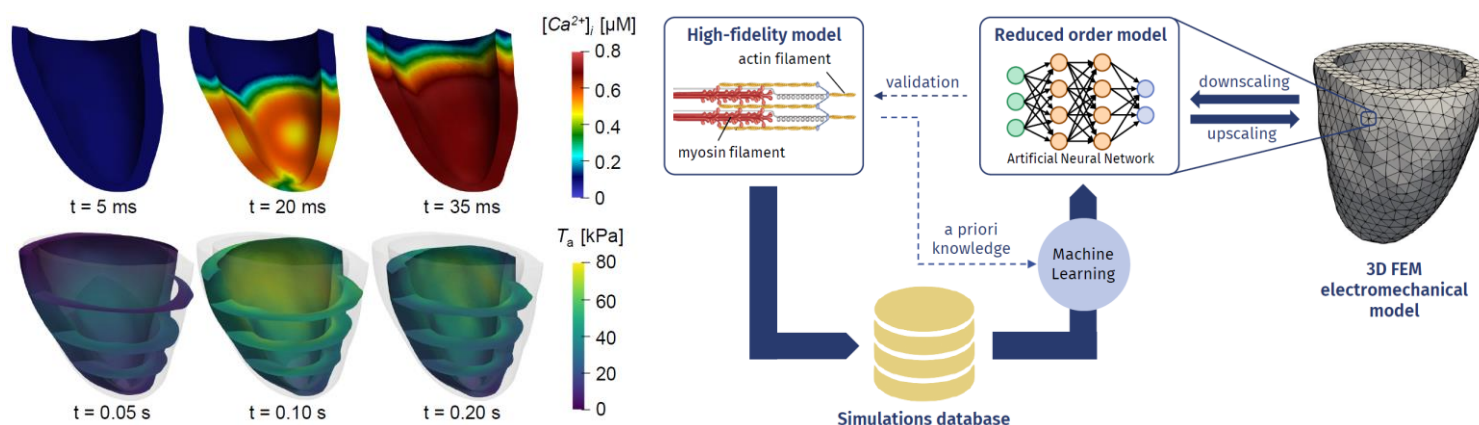 [Ca²⁺]ᵢ [µM]
0.8
0.6
0.4
0.2
0
t = 5 ms
t = 20 ms
t = 35 ms
Tₐ [kPa]
80
60
40
20
0
t = 0.05 s
t = 0.10 s
t = 0.20 s
High-fidelity model
actin filament
myosin filament
validation
a priori
knowledge
Reduced order model
Artificial Neural Network
downscaling
upscaling
Machine
Learning
Simulations database
3D FEM
electromechanical
model